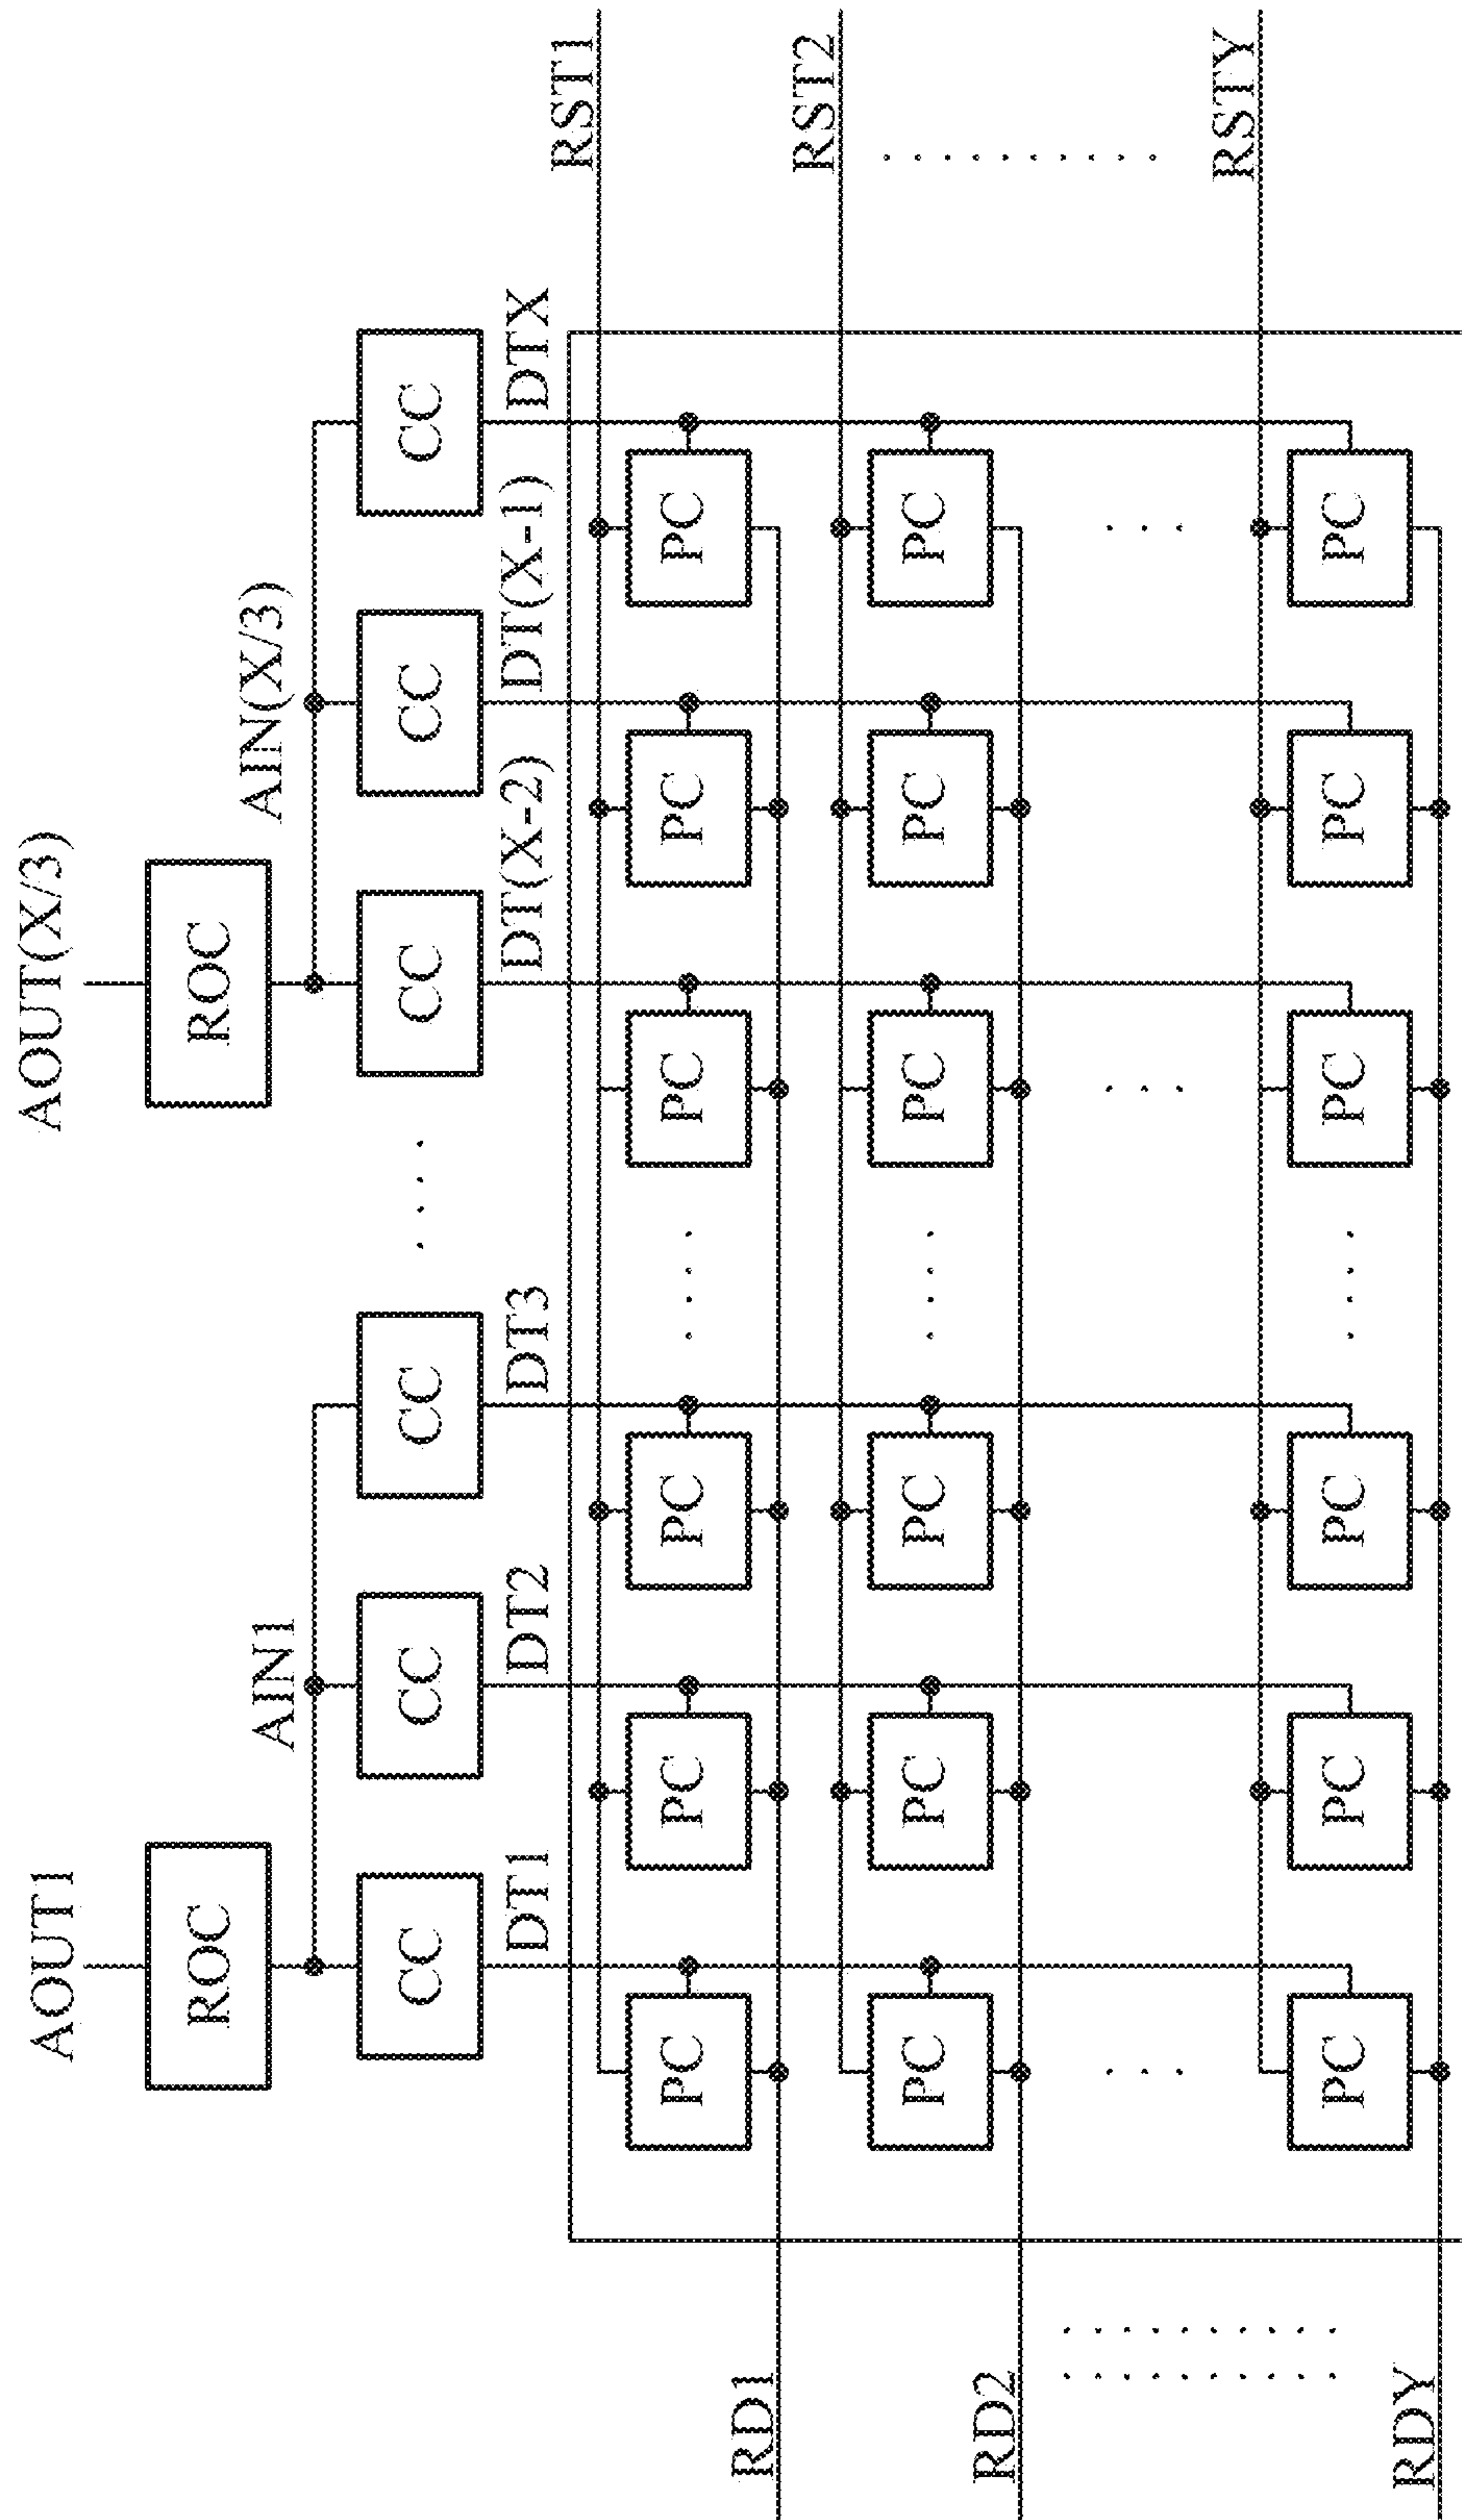 AOUT1
AOUT(X/3)
ROC
ROC
AIN1
AIN(X/3)
CC
CC
CC
CC
CC
CC
DT1
DT2
DT3
DT(X-2)
DT(X-1)
DTX
RST1
PC
PC
PC
PC
PC
PC
RD1
RST2
PC
PC
PC
PC
PC
PC
RD2
RSTY
PC
PC
PC
PC
PC
PC
RDY